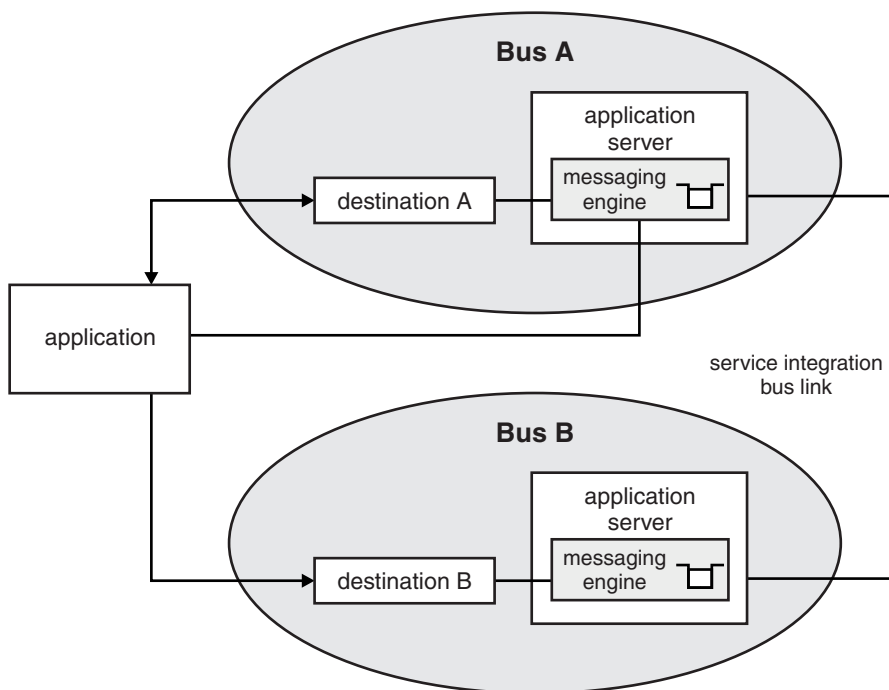 Bus A
application
server
messaging
engine
destination A
application
service integration
bus link
Bus B
application
server
messaging
engine
destination B